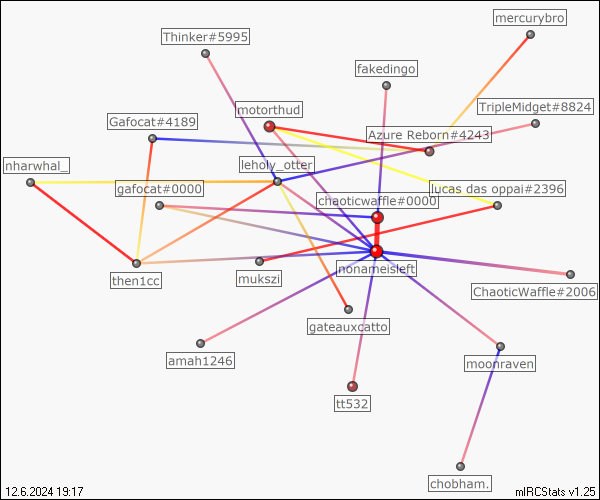 mercurybro
Thinker#5995
fakedingo
motorthud
TripleMidget#8824
Gafocat#4189
Azure Reborn#4243
nharwhal_
leholy_otter
gafocat#0000
lucas das oppai#2396
chaoticwaffle#0000
then1cc
mukszi
nonameisleft
ChaoticWaffle#2006
gateauxcatto
amah1246
moonraven
tt532
chobham.
12.6.2024 19:17
mIRCStats v1.25